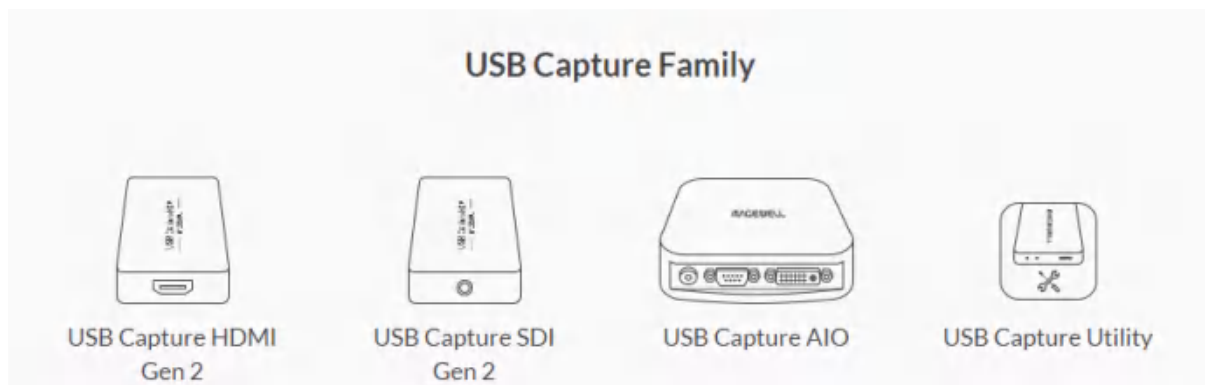 USB Capture Family
MAGEWELL
USB Capture HDMI
Gen 2
USB Capture SDI
Gen 2
USB Capture AIO
USB Capture Utility